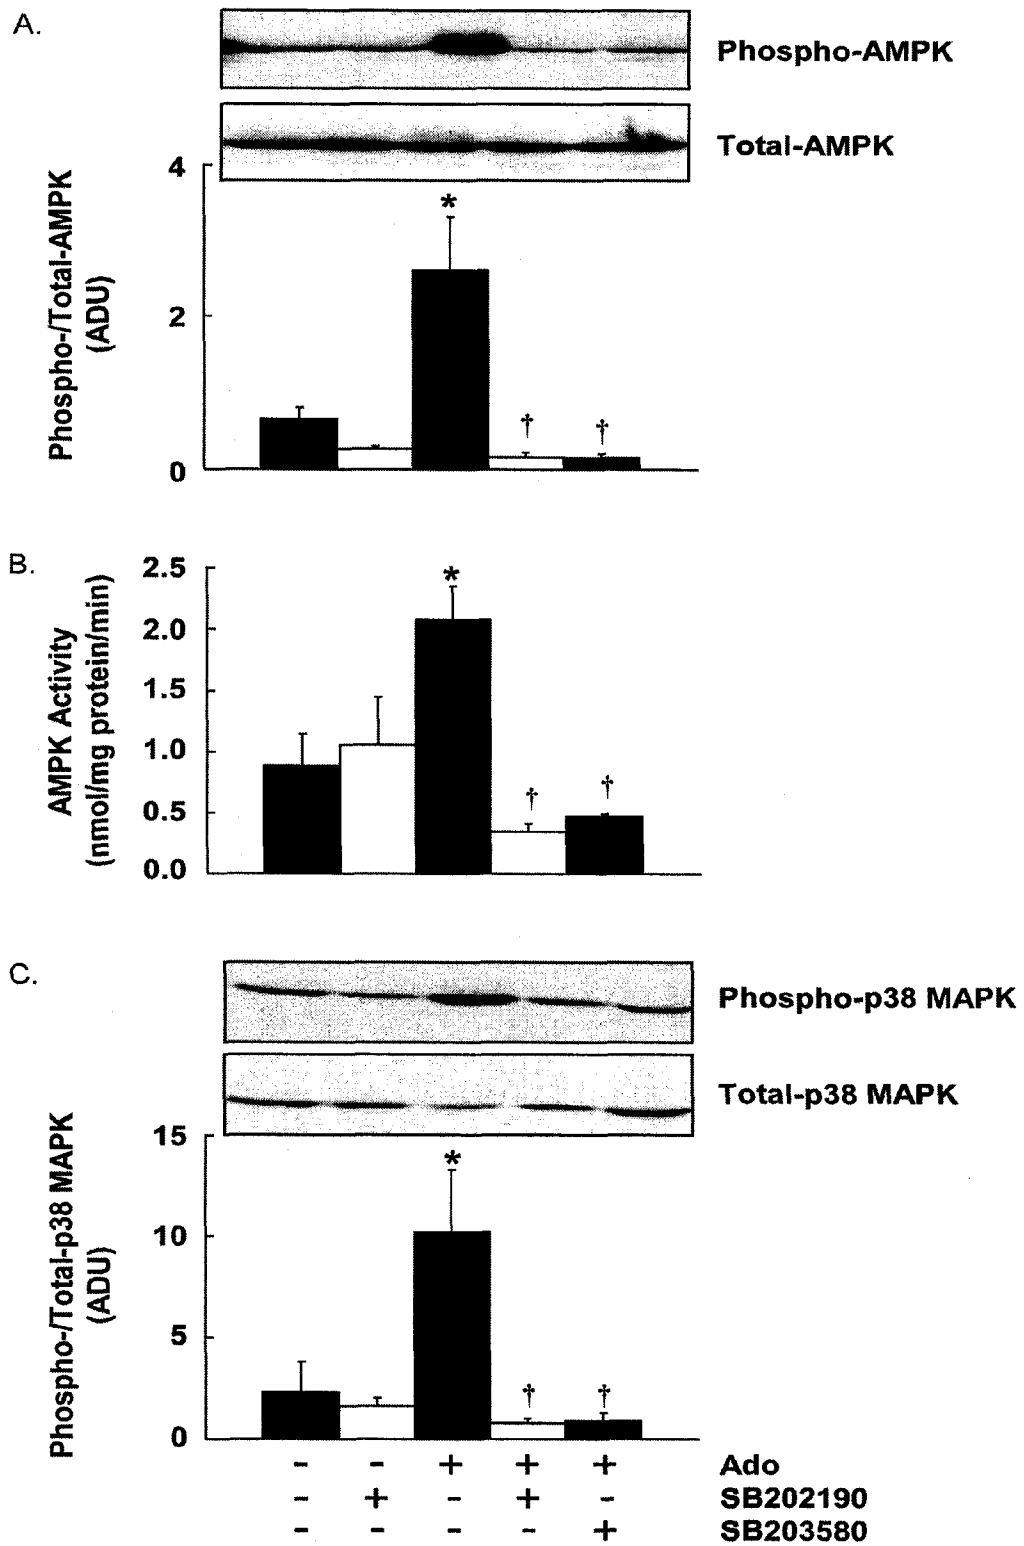 A.
Phospho-AMPK
Total-AMPK
Phospho-/Total-AMPK
(ADU)
4
2
0
*
†
†
B.
AMPK Activity
(nmol/mg protein/min)
2.5
2.0
1.5
1.0
0.5
0.0
*
†
†
C.
Phospho-p38 MAPK
Total-p38 MAPK
Phospho-/Total-p38 MAPK
(ADU)
15
10
5
0
*
†
†
- - + + + Ado
- + - + - SB202190
- - - - + SB203580